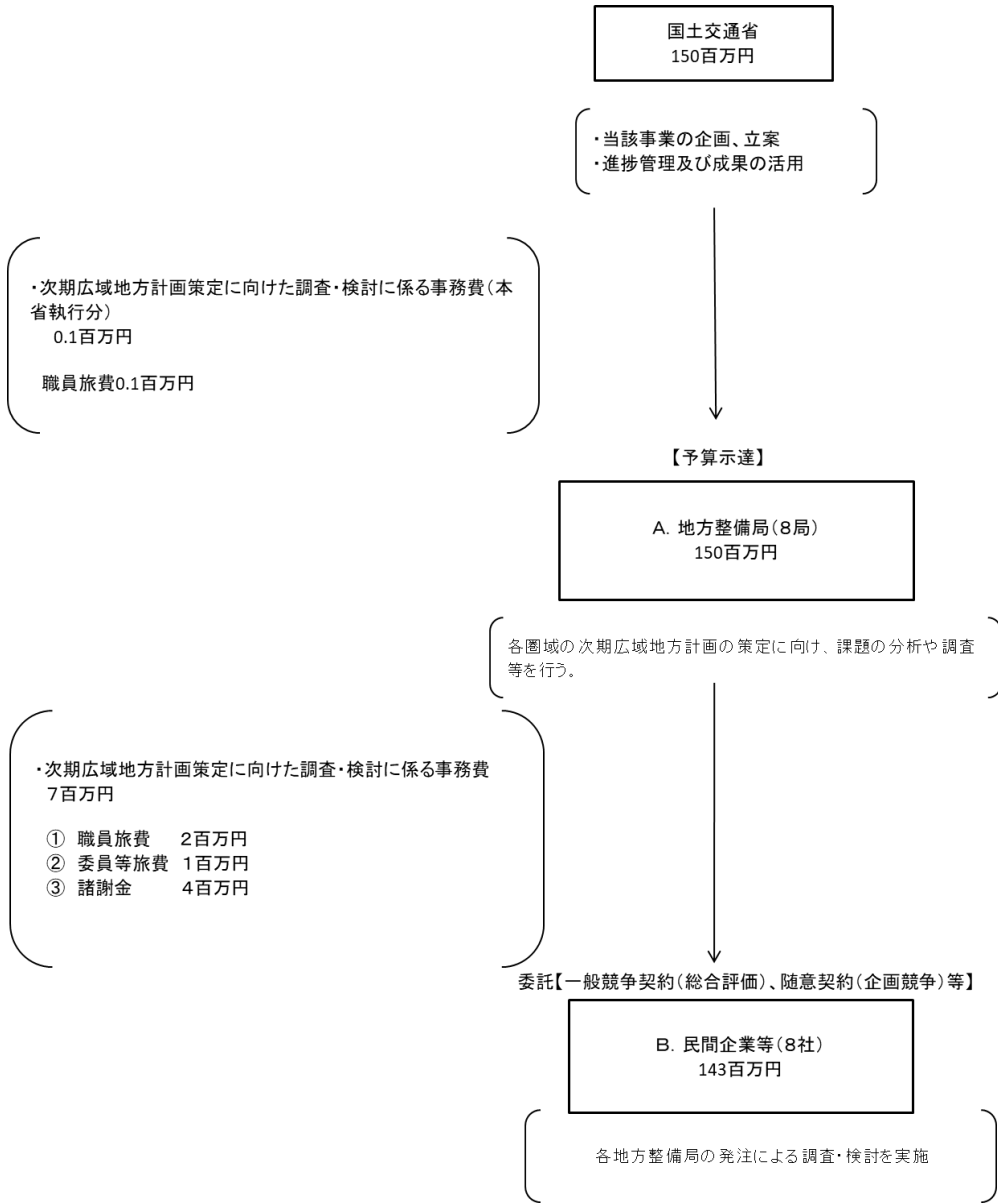 国土交通省
150百万円
・当該事業の企画、立案
・進捗管理及び成果の活用
・次期広域地方計画策定に向けた調査・検討に係る事務費（本
省執行分）
0.1百万円
職員旅費0.1百万円
【予算示達】
A．地方整備局（８局）
150百万円
各圏域の次期広域地方計画の策定に向け、課題の分析や調査
等を行う。
・次期広域地方計画策定に向けた調査・検討に係る事務費
７百万円
① 職員旅費 ２百万円
② 委員等旅費 １百万円
③ 諸謝金 ４百万円
委託【一般競争契約（総合評価）、随意契約（企画競争）等】
B．民間企業等（８社）
143百万円
各地方整備局の発注による調査・検討を実施